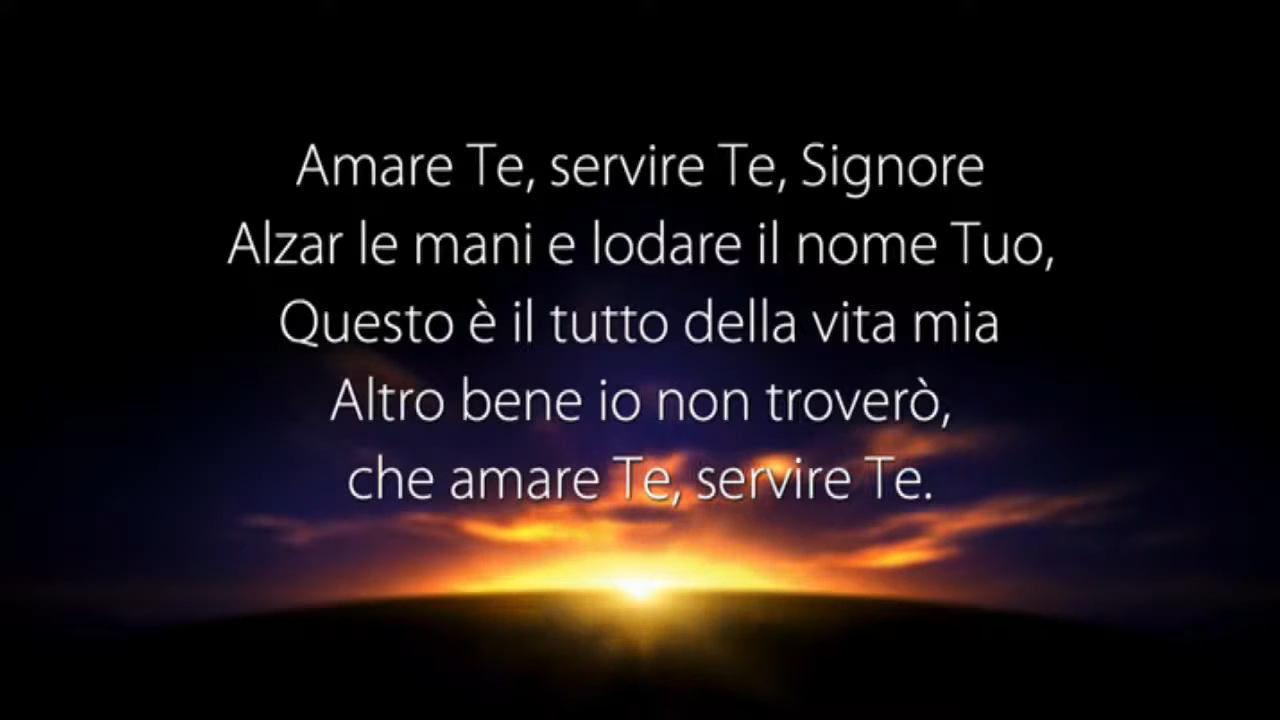 Amare Te, servire Te, Signore
Alzar le mani e lodare il nome Tuo,
Questo è il tutto della vita mia
Altro bene io non troverò,
che amare Te, servire Te.